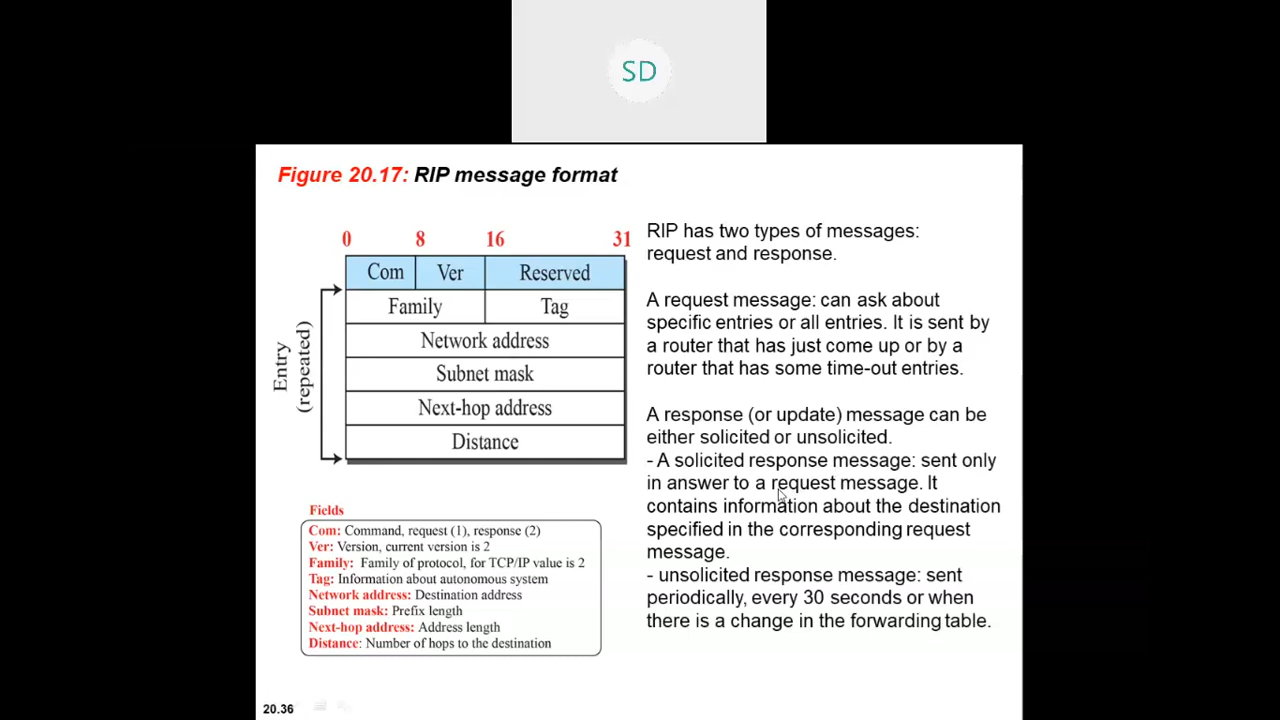 SD
Figure 20.17: RIP message format
0 8 16 31
Com Ver Reserved
Family Tag
Network address
Subnet mask
Next-hop address
Distance
Entry
(repeated)
Fields
Com: Command, request (1), response (2)
Ver: Version, current version is 2
Family: Family of protocol, for TCP/IP value is 2
Tag: Information about autonomous system
Network address: Destination address
Subnet mask: Prefix length
Next-hop address: Address length
Distance: Number of hops to the destination
RIP has two types of messages:
request and response.
A request message: can ask about
specific entries or all entries. It is sent by
a router that has just come up or by a
router that has some time-out entries.
A response (or update) message can be
either solicited or unsolicited.
- A solicited response message: sent only
in answer to a request message. It
contains information about the destination
specified in the corresponding request
message.
- unsolicited response message: sent
periodically, every 30 seconds or when
there is a change in the forwarding table.
20.36